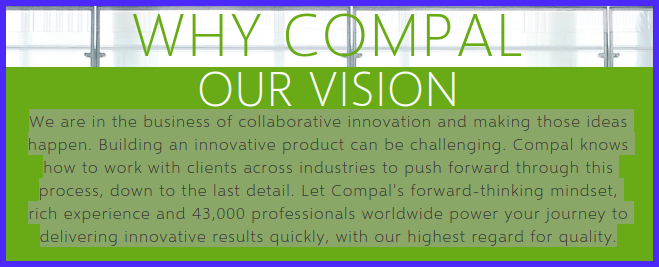 WHY COMPAL
OUR VISION
We are in the business of collaborative innovation and making those ideas
happen. Building an innovative product can be challenging. Compal knows
how to work with clients across industries to push forward through this
process, down to the last detail. Let Compal's forward-thinking mindset,
rich experience and 43,000 professionals worldwide power your journey to
delivering innovative results quickly, with our highest regard for quality.